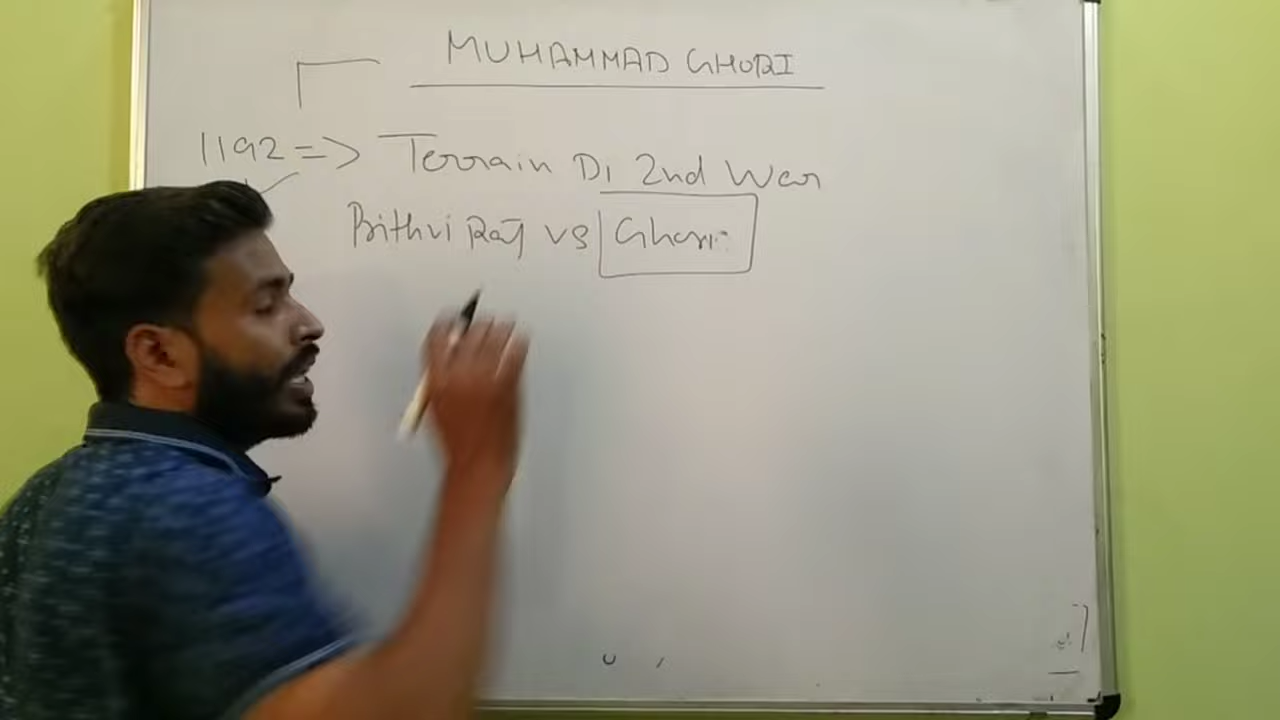 MUHAMMAD GHORI
1192 => Terrain Di 2nd War
Prithvi Raj vs Ghori